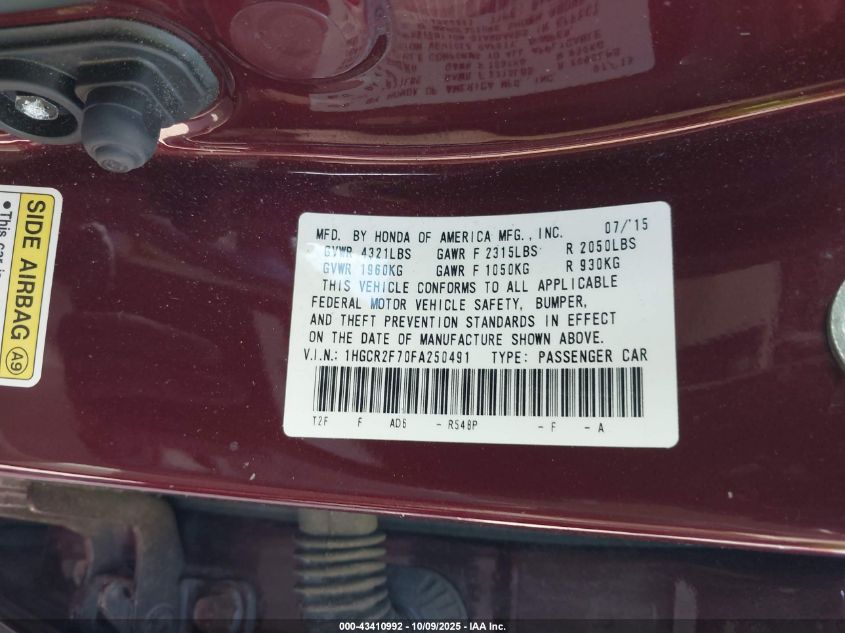 MFD. BY HONDA OF AMERICA MFG., INC. 07/'15
GVWR 4321LBS GAWR F 2315LBS R 2050LBS
GVWR 1960KG GAWR F 1050KG R 930KG
THIS VEHICLE CONFORMS TO ALL APPLICABLE
FEDERAL MOTOR VEHICLE SAFETY, BUMPER,
AND THEFT PREVENTION STANDARDS IN EFFECT
ON THE DATE OF MANUFACTURE SHOWN ABOVE.
V.I.N.: 1HGCR2F70FA250491 TYPE: PASSENGER CAR
T2F F AD6 - R548P - F - A
SIDE AIRBAG A9
•This car is
000-43410992 - 10/09/2025 - IAA Inc.